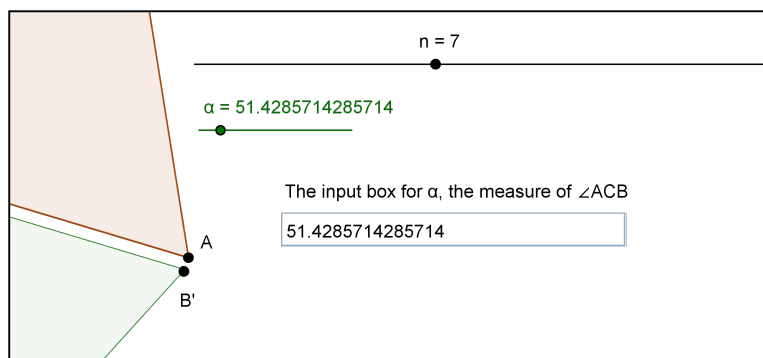 n = 7
α = 51.4285714285714
The input box for α, the measure of ∠ACB
51.4285714285714
A
B'